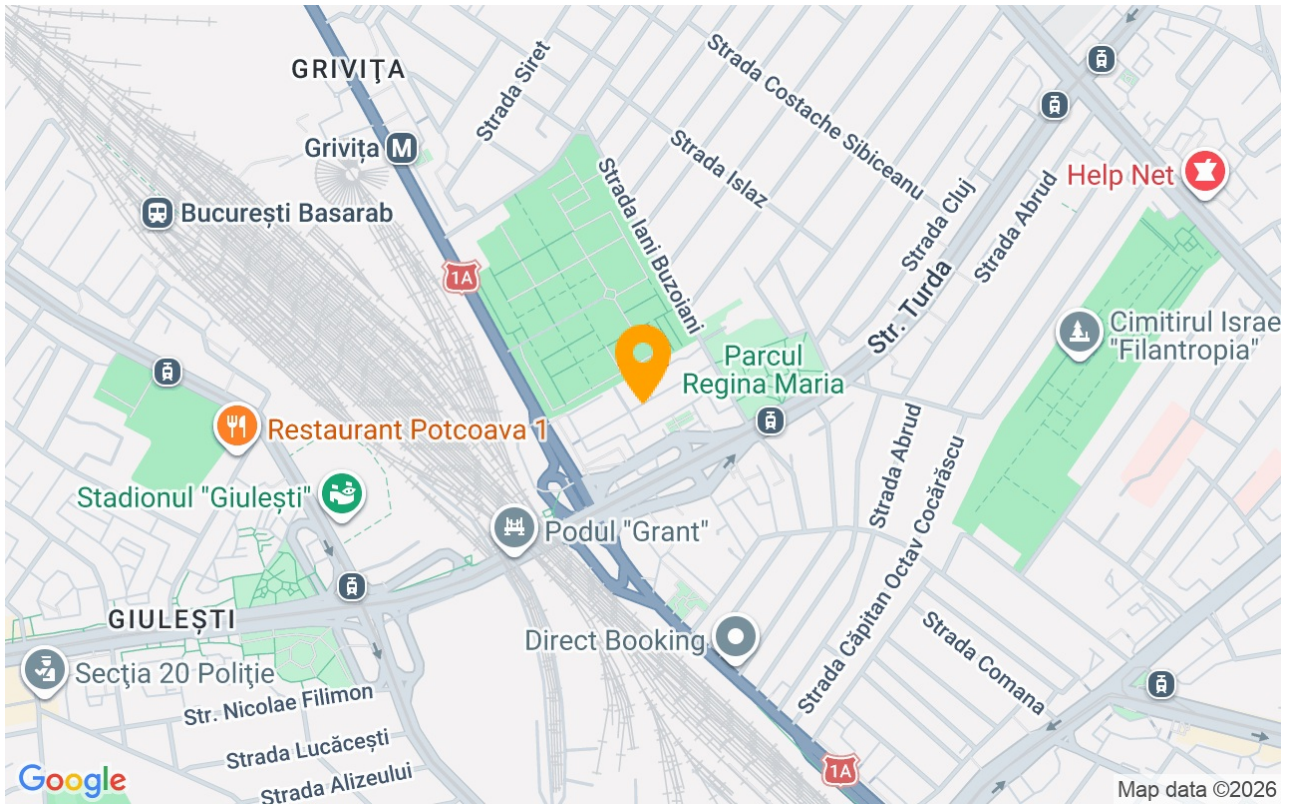 GRIVIŢA
Strada Siret
Strada Costache Sibiceanu
Grivița
M
Strada Islaz
Strada Iani Buzoiani
Help Net
București Basarab
Strada Cluj
Strada Abrud
1A
Str. Turda
Cimitirul Israe
"Filantropia"
Parcul
Regina Maria
Restaurant Potcoava 1
Strada Abrud
Stadionul "Giulești"
Podul "Grant"
Strada Căpitan Octav Cocărăscu
GIULEȘTI
Direct Booking
Strada Comana
Secţia 20 Poliţie
Str. Nicolae Filimon
Strada Lucăcești
Strada Alizeului
1A
Google
Map data ©2026